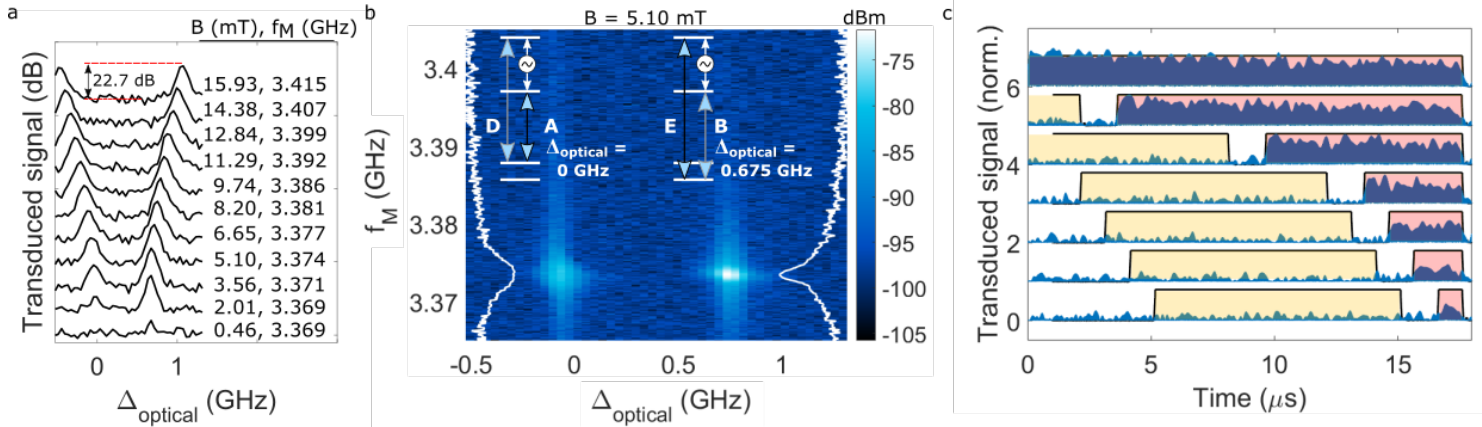 a
B (mT), f_M (GHz)
22.7 dB
15.93, 3.415
14.38, 3.407
12.84, 3.399
11.29, 3.392
9.74, 3.386
8.20, 3.381
6.65, 3.377
5.10, 3.374
3.56, 3.371
2.01, 3.369
0.46, 3.369
Transduced signal (dB)
0 1
Δ_optical (GHz)
b
B = 5.10 mT
dBm
3.4
3.39
3.38
3.37
f_M (GHz)
D A
Δ_optical =
0 GHz
E B
Δ_optical =
0.675 GHz
-75
-80
-85
-90
-95
-100
-105
-0.5 0 0.5 1
Δ_optical (GHz)
c
Transduced signal (norm.)
6
4
2
0
0 5 10 15
Time (μs)